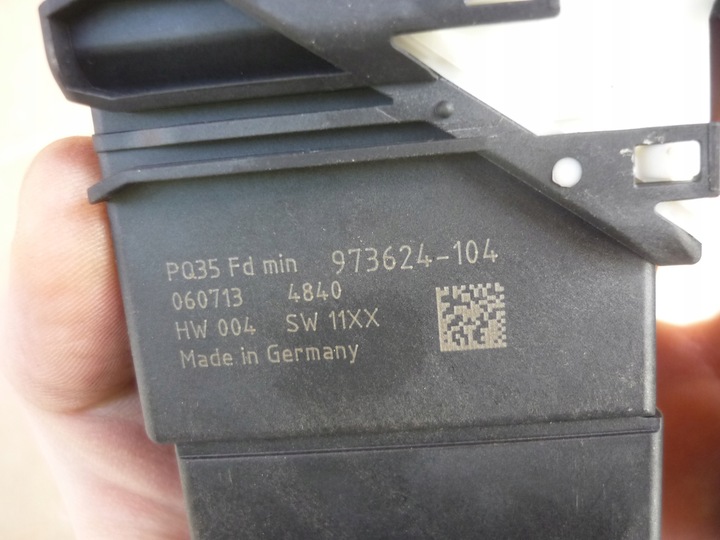 PQ35 Fd min 973624-104
060713 4840
HW 004 SW 11XX
Made in Germany